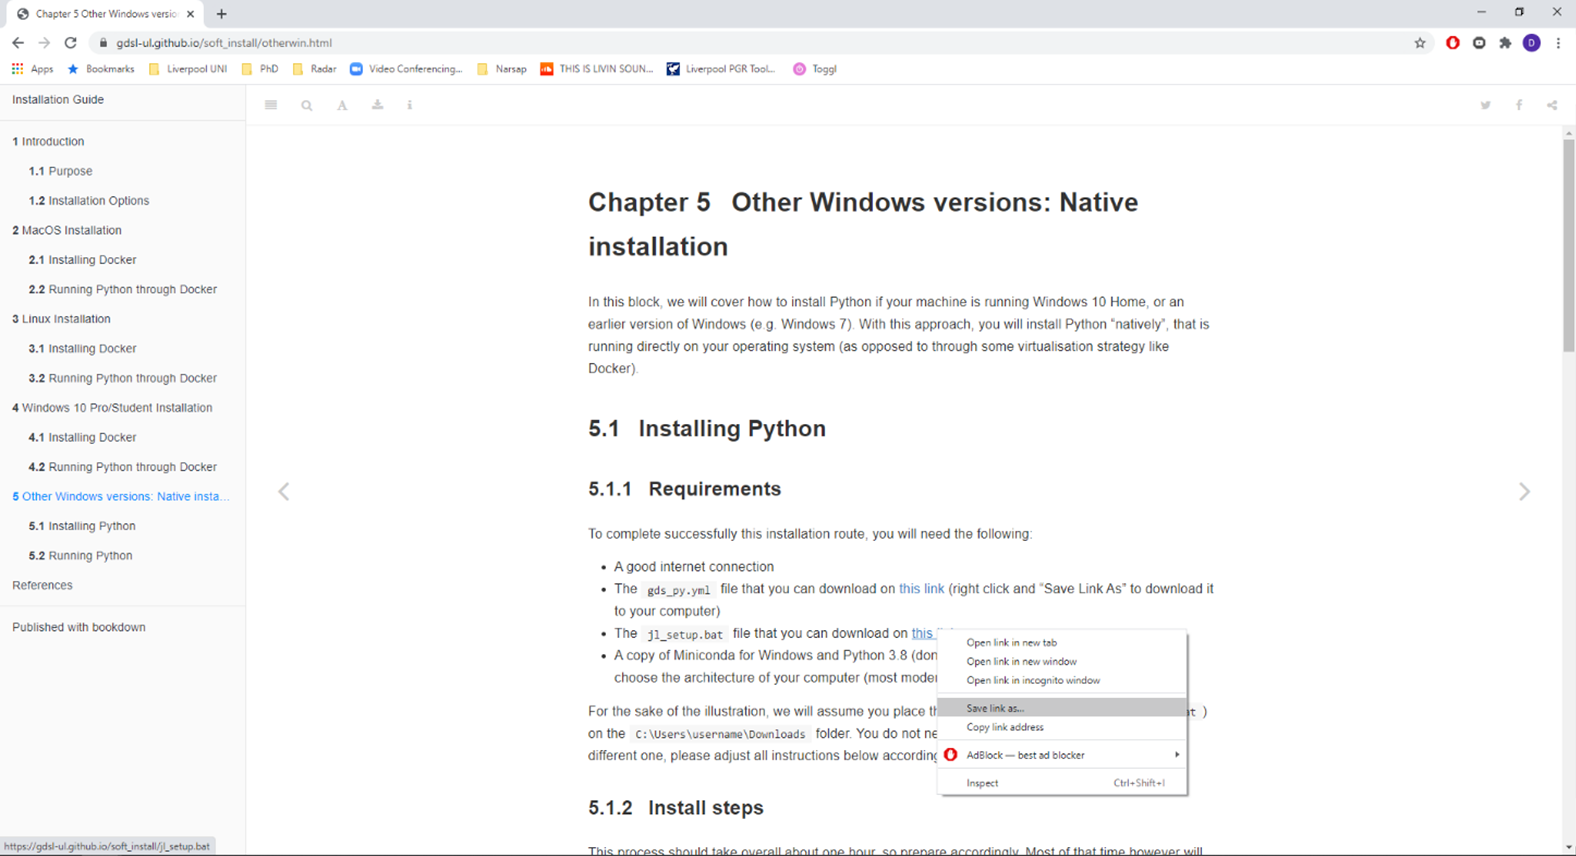 Chapter 5 Other Windows versio
gdsl-ul.github.io/soft_install/otherwin.html
D
Apps Bookmarks Liverpool UNI PhD Radar Video Conferencing... Narsap THIS IS LIVIN SOUN... Liverpool PGR Tool... Toggl
Installation Guide
1 Introduction
1.1 Purpose
1.2 Installation Options
2 MacOS Installation
2.1 Installing Docker
2.2 Running Python through Docker
3 Linux Installation
3.1 Installing Docker
3.2 Running Python through Docker
4 Windows 10 Pro/Student Installation
4.1 Installing Docker
4.2 Running Python through Docker
5 Other Windows versions: Native insta...
5.1 Installing Python
5.2 Running Python
References
Published with bookdown
Chapter 5 Other Windows versions: Native
installation
In this block, we will cover how to install Python if your machine is running Windows 10 Home, or an
earlier version of Windows (e.g. Windows 7). With this approach, you will install Python “natively”, that is
running directly on your operating system (as opposed to through some virtualisation strategy like
Docker).
5.1 Installing Python
5.1.1 Requirements
To complete successfully this installation route, you will need the following:
• A good internet connection
• The gds_py.yml file that you can download on this link (right click and “Save Link As” to download it
to your computer)
• The jl_setup.bat file that you can download on this
• A copy of Miniconda for Windows and Python 3.8 (don
choose the architecture of your computer (most moder
For the sake of the illustration, we will assume you place th at )
on the C:\Users\username\Downloads folder. You do not ne
different one, please adjust all instructions below according
5.1.2 Install steps
This process should take overall about one hour, so prepare accordingly. Most of that time however will
Open link in new tab
Open link in new window
Open link in incognito window
Save link as...
Copy link address
AdBlock — best ad blocker
Inspect Ctrl+Shift+I
https://gdsl-ul.github.io/soft_install/jl_setup.bat